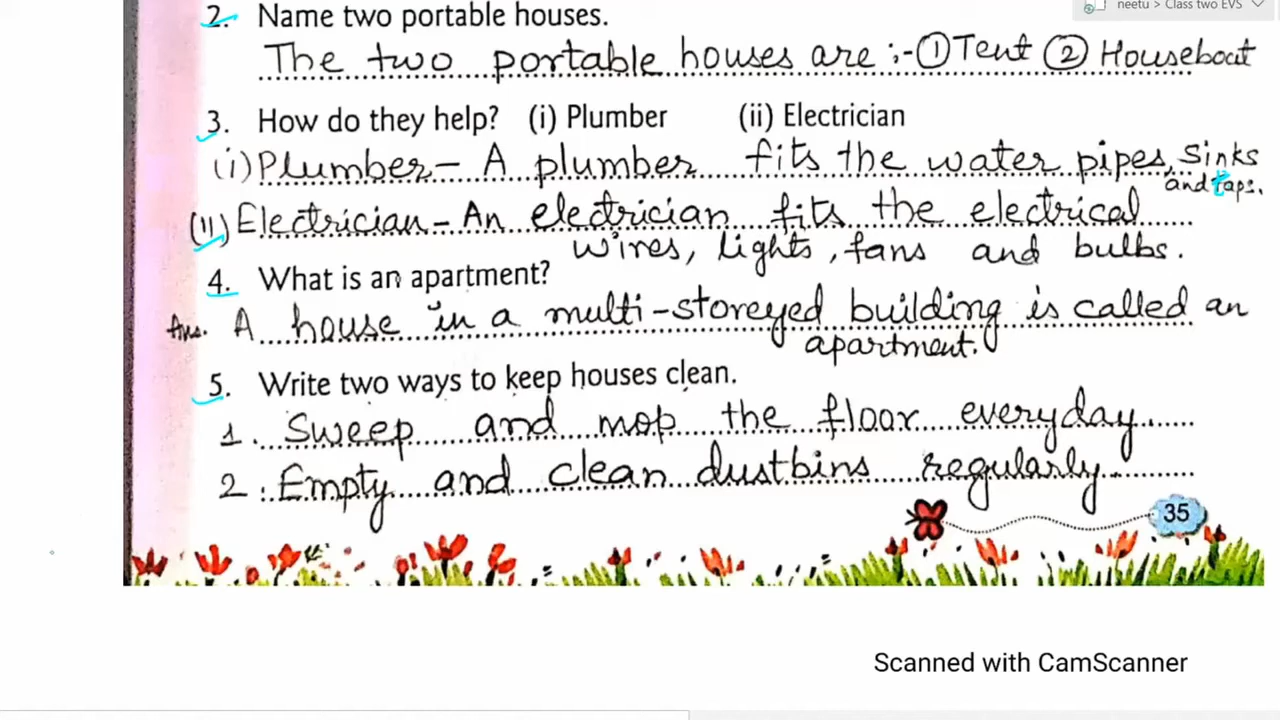 neetu > Class two EVS
2. Name two portable houses.
The two portable houses are :- ① Tent ② Houseboat
3. How do they help? (i) Plumber (ii) Electrician
(i) Plumber - A plumber fits the water pipes, sinks
and taps.
(ii) Electrician - An electrician fits the electrical
wires, lights, fans and bulbs.
4. What is an apartment?
Ans. A house in a multi-storeyed building is called an
apartment.
5. Write two ways to keep houses clean.
1. Sweep and mop the floor everyday
2. Empty and clean dustbins regularly
35
Scanned with CamScanner